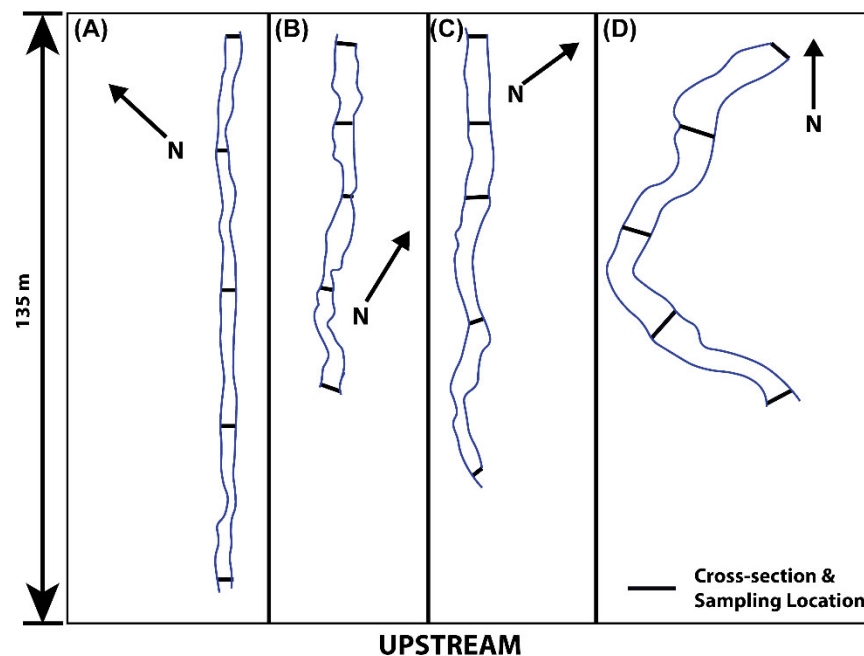 (A)
(B)
(C)
(D)
N
N
N
N
135 m
Cross-section &
Sampling Location
UPSTREAM